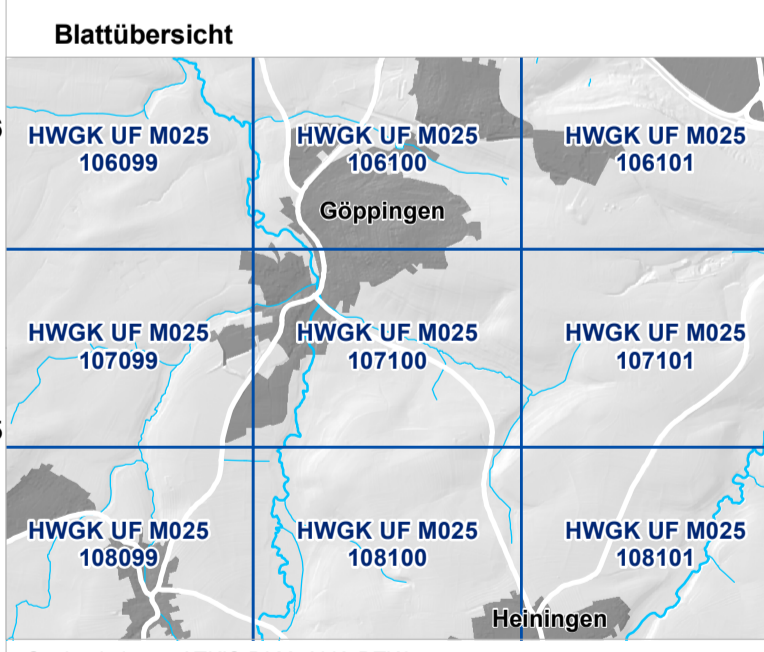 Blattübersicht
HWGK UF M025
106099
HWGK UF M025
106100
HWGK UF M025
106101
Göppingen
HWGK UF M025
107099
HWGK UF M025
107100
HWGK UF M025
107101
HWGK UF M025
108099
HWGK UF M025
108100
HWGK UF M025
108101
Heiningen